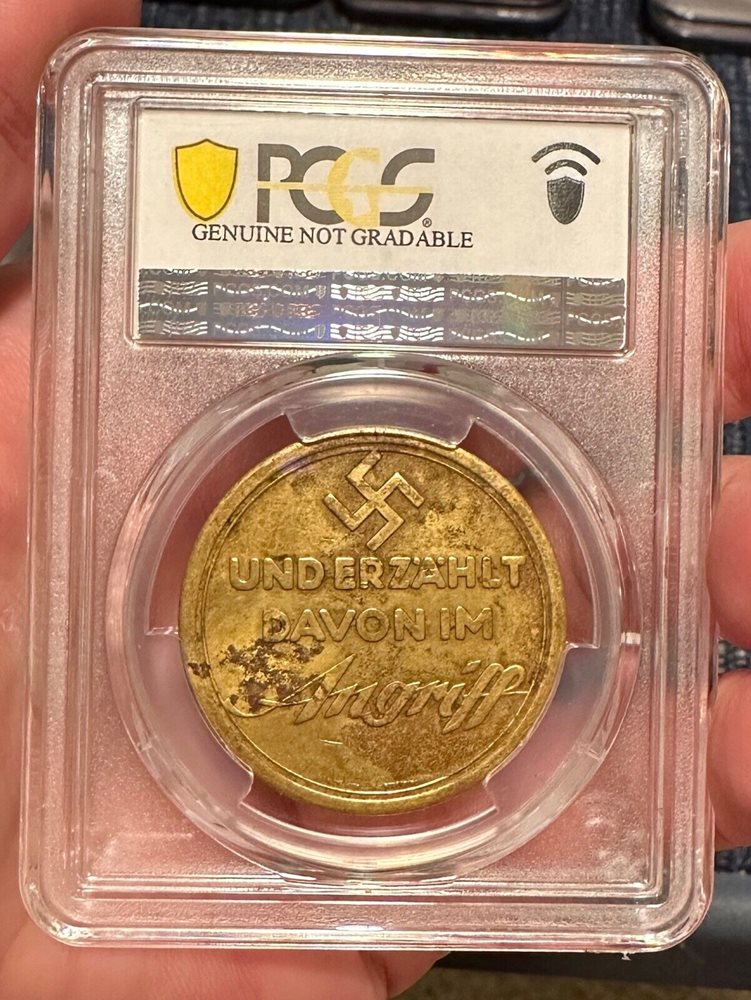 PCGS®
GENUINE NOT GRADABLE
UND ERZÄHLT
DAVON IM
Angriff